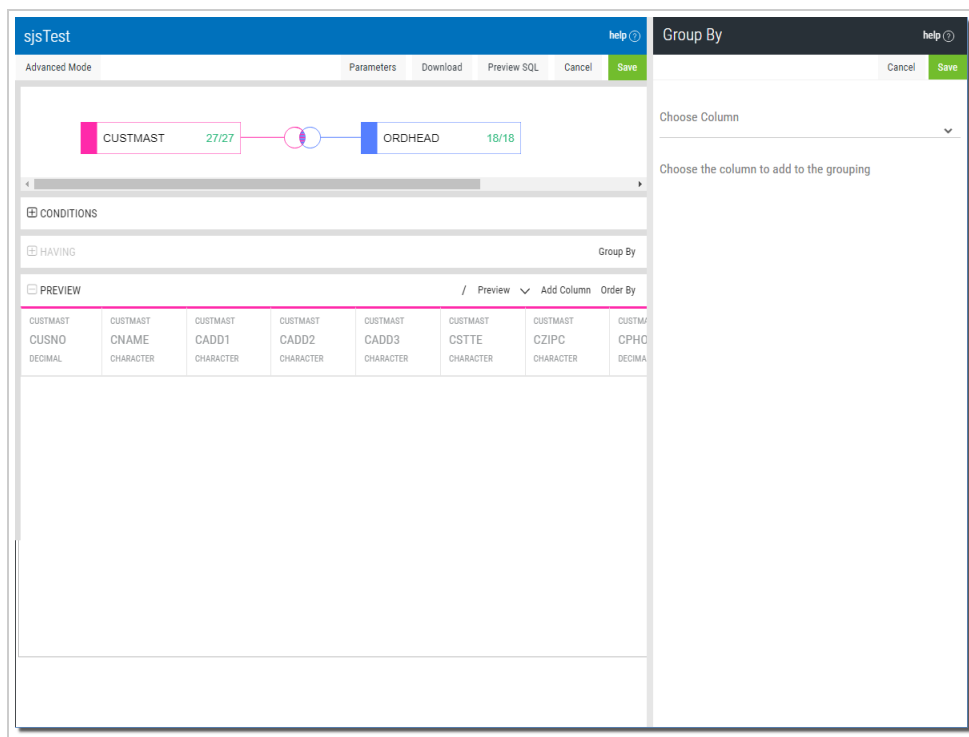 sjsTest help ?
Group By help ?
Advanced Mode Parameters Download Preview SQL Cancel Save
Cancel Save
CUSTMAST 27/27 ORDHEAD 18/18
Choose Column
Choose the column to add to the grouping
CONDITIONS
HAVING Group By
PREVIEW / Preview Add Column Order By
CUSTMAST CUSTMAST CUSTMAST CUSTMAST CUSTMAST CUSTMAST CUSTMAST CUSTMA
CUSNO CNAME CADD1 CADD2 CADD3 CSTTE CZIPC CPHO
DECIMAL CHARACTER CHARACTER CHARACTER CHARACTER CHARACTER CHARACTER DECIMA